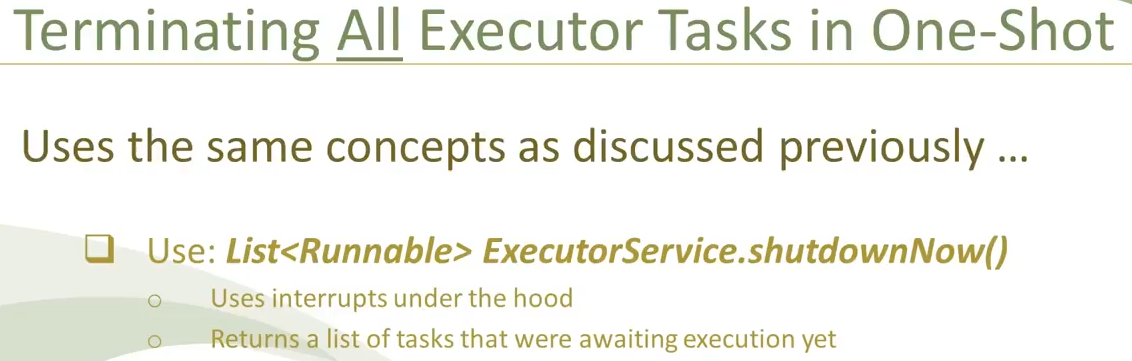 Terminating All Executor Tasks in One-Shot
Uses the same concepts as discussed previously ...
Use: List<Runnable> ExecutorService.shutdownNow()
Uses interrupts under the hood
Returns a list of tasks that were awaiting execution yet